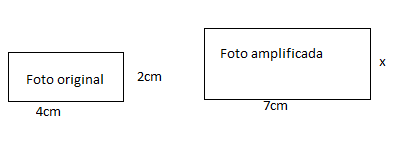 Foto original
2cm
4cm
Foto amplificada
x
7cm